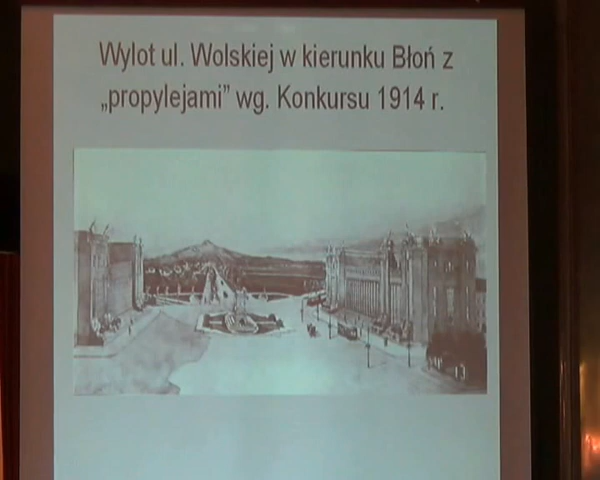 Wylot ul. Wolskiej w kierunku Błoń z
„propylejami” wg. Konkursu 1914 r.